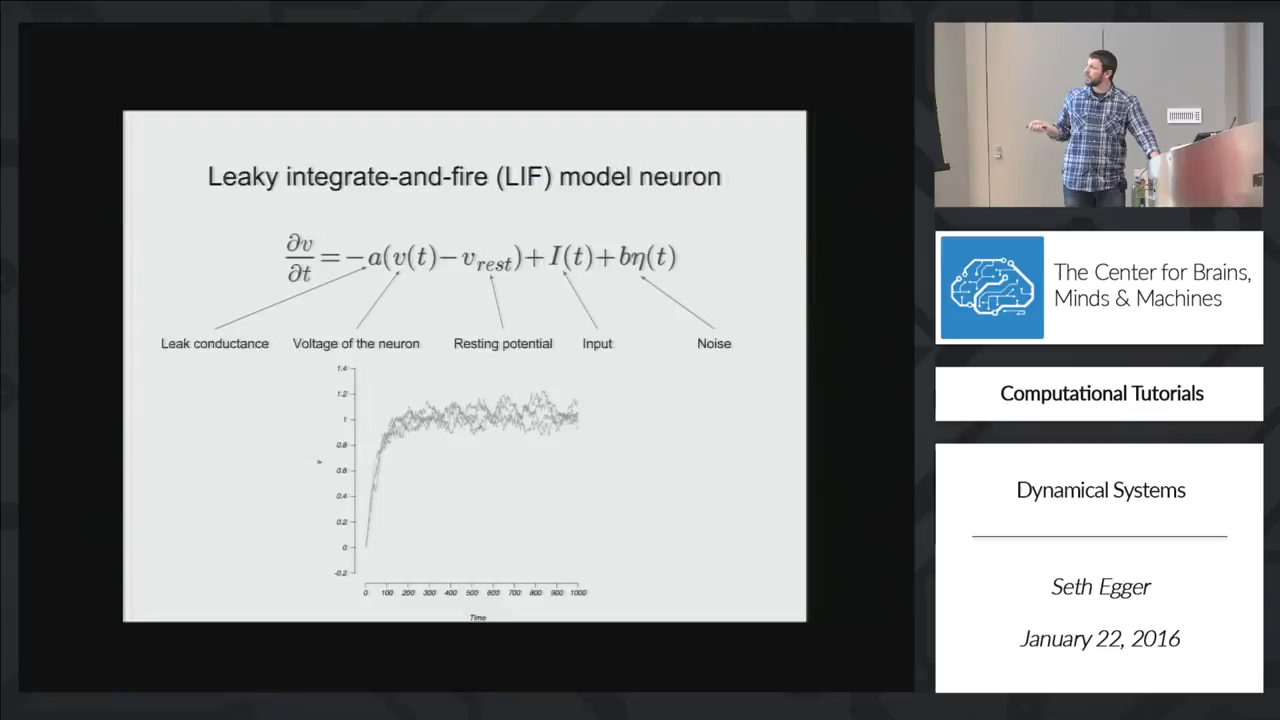 Leaky integrate-and-fire (LIF) model neuron
∂v/∂t = −a(v(t) − v_rest) + I(t) + bη(t)
Leak conductance Voltage of the neuron Resting potential Input Noise
1.4
1.2
1
0.8
0.6
0.4
0.2
0
-0.2
v
0 100 200 300 400 500 600 700 800 900 1000
Time
The Center for Brains,
Minds & Machines
Computational Tutorials
Dynamical Systems
Seth Egger
January 22, 2016